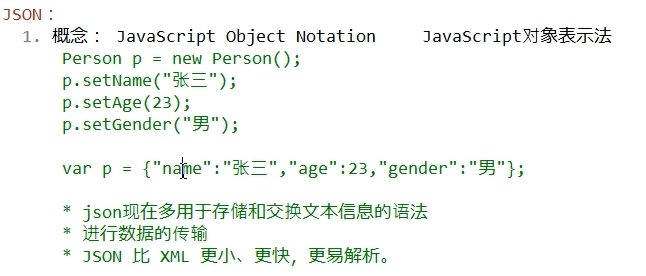 JSON：
1. 概念： JavaScript Object Notation JavaScript对象表示法
Person p = new Person();
p.setName("张三");
p.setAge(23);
p.setGender("男");
var p = {"name":"张三","age":23,"gender":"男"};
* json现在多用于存储和交换文本信息的语法
* 进行数据的传输
* JSON 比 XML 更小、更快，更易解析。